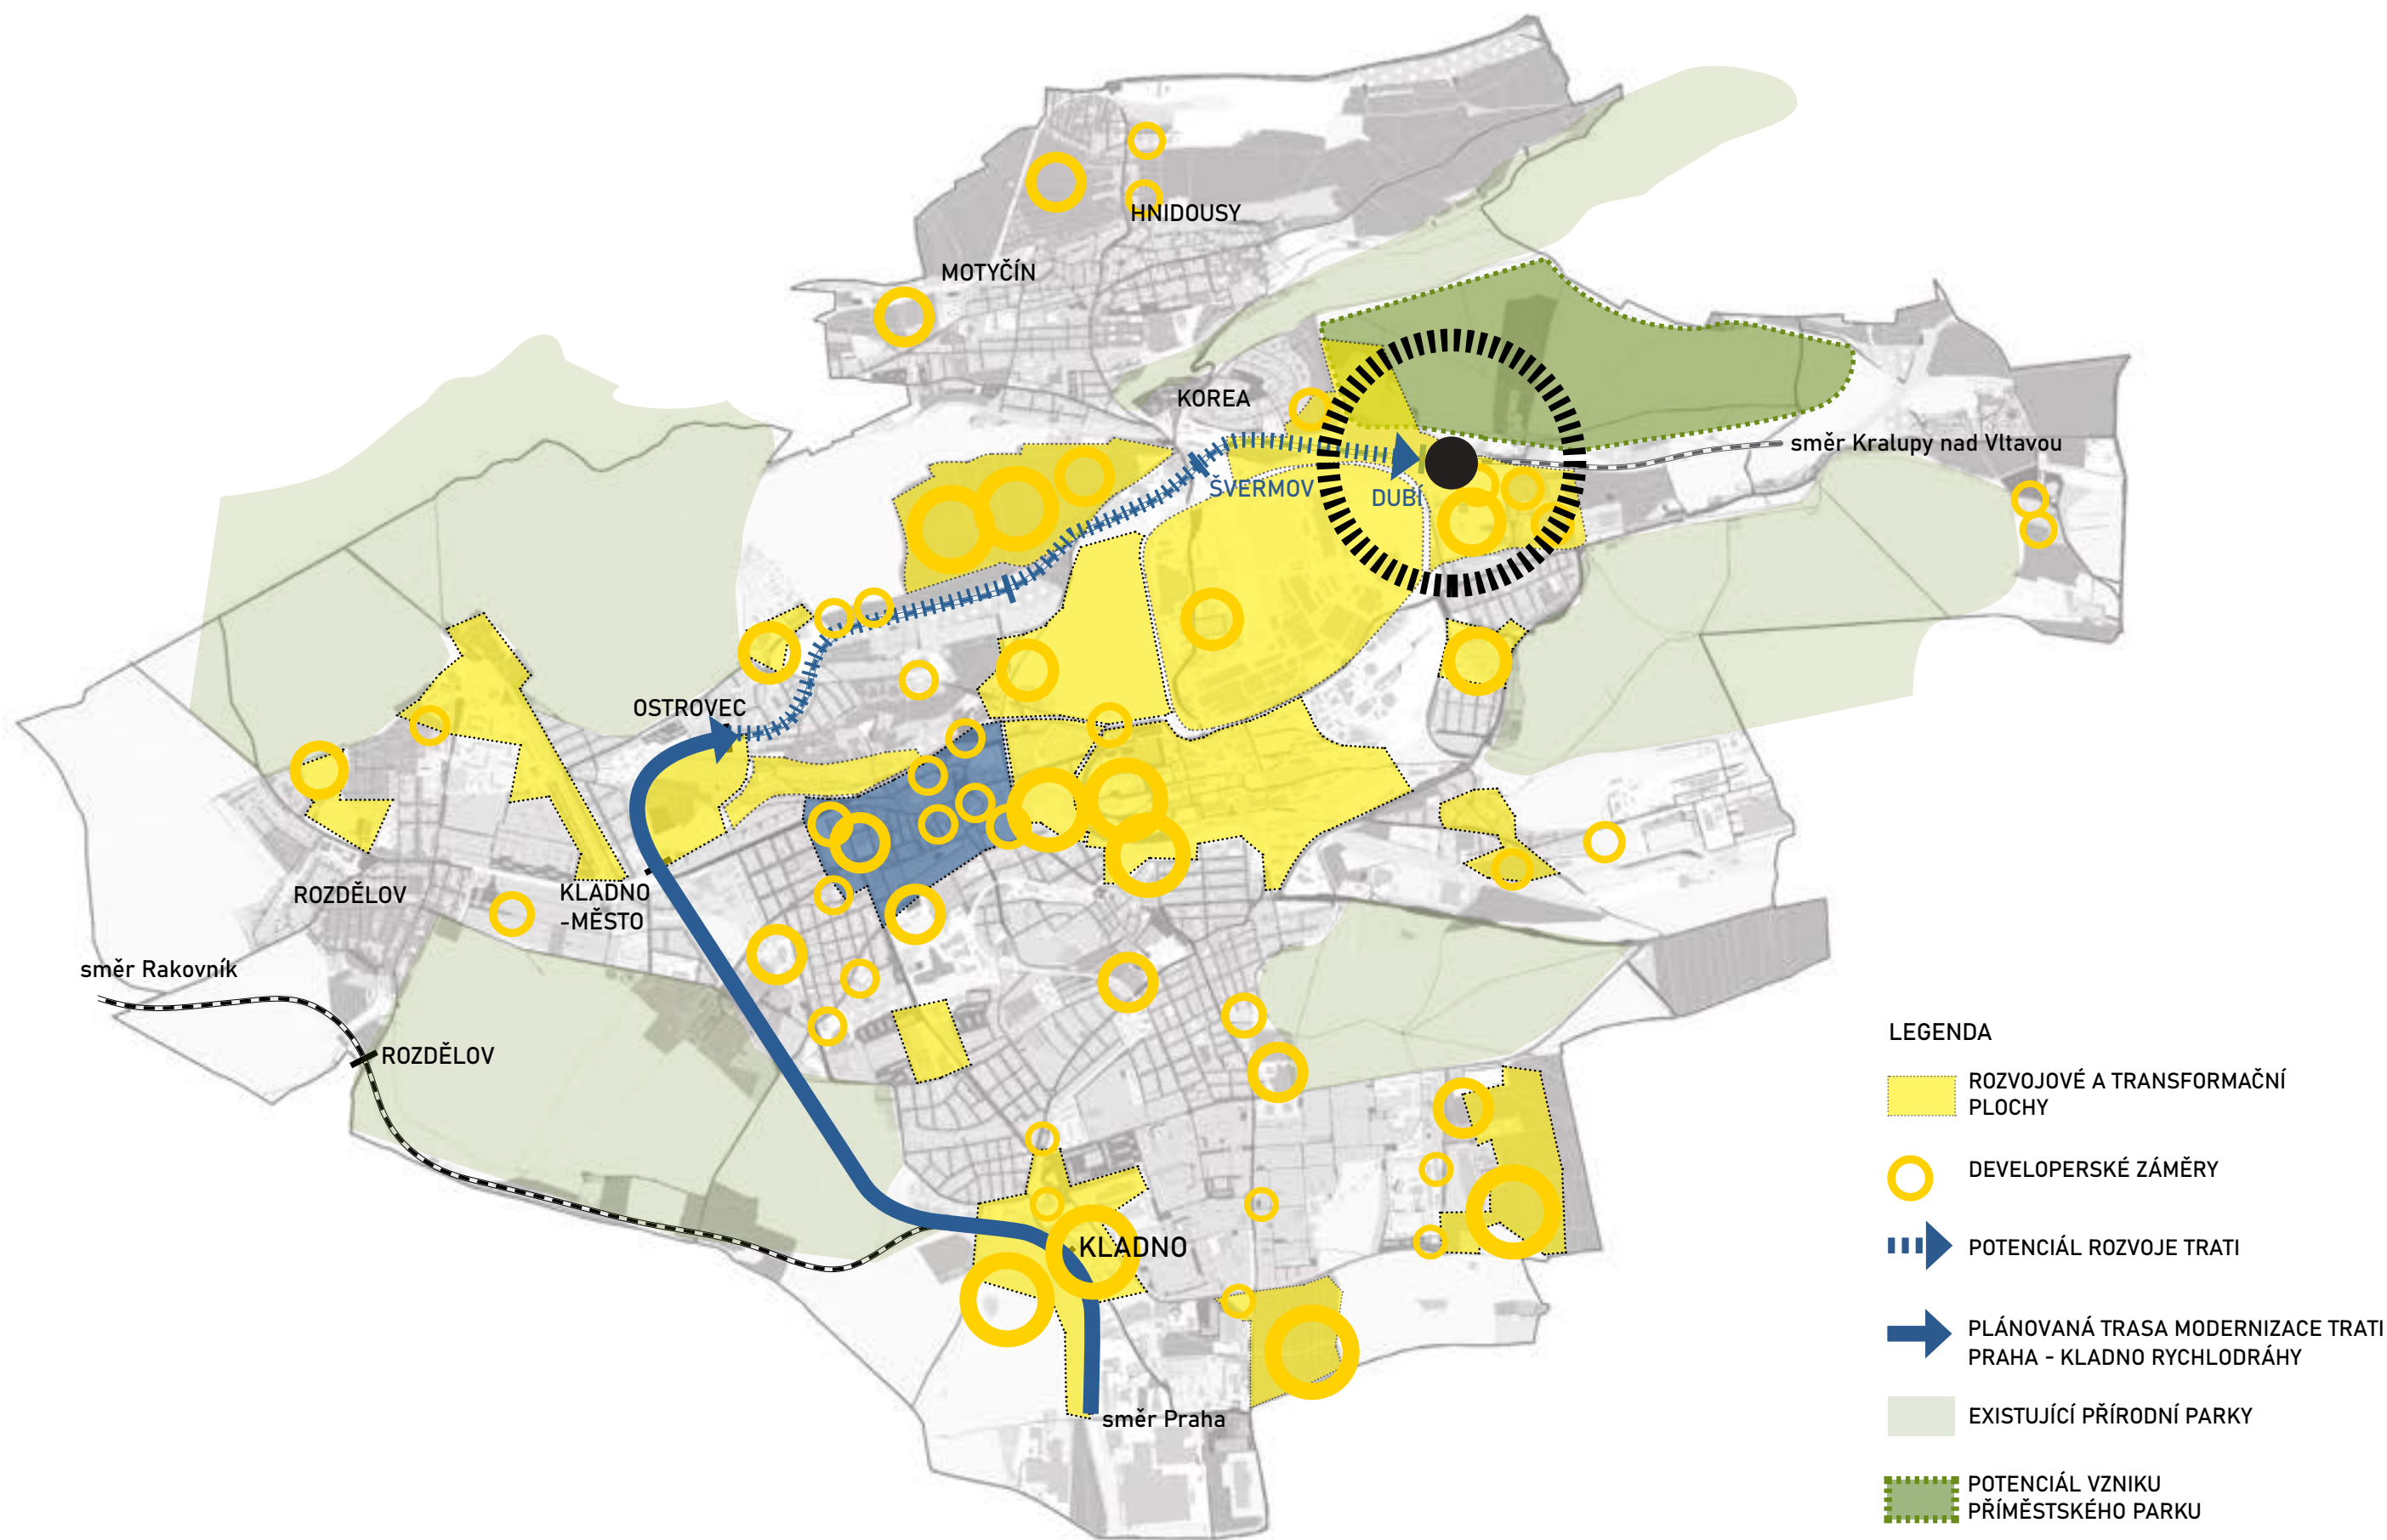 HNIDOUSY
MOTYČÍN
KOREA
směr Kralupy nad Vltavou
ŠVERMOV
DUBÍ
OSTROVEC
ROZDĚLOV
KLADNO
-MĚSTO
směr Rakovník
ROZDĚLOV
KLADNO
směr Praha
LEGENDA
ROZVOJOVÉ A TRANSFORMAČNÍ
PLOCHY
DEVELOPERSKÉ ZÁMĚRY
POTENCIÁL ROZVOJE TRATI
PLÁNOVANÁ TRASA MODERNIZACE TRATI
PRAHA - KLADNO RYCHLODRÁHY
EXISTUJÍCÍ PŘÍRODNÍ PARKY
POTENCIÁL VZNIKU
PŘÍMĚSTSKÉHO PARKU